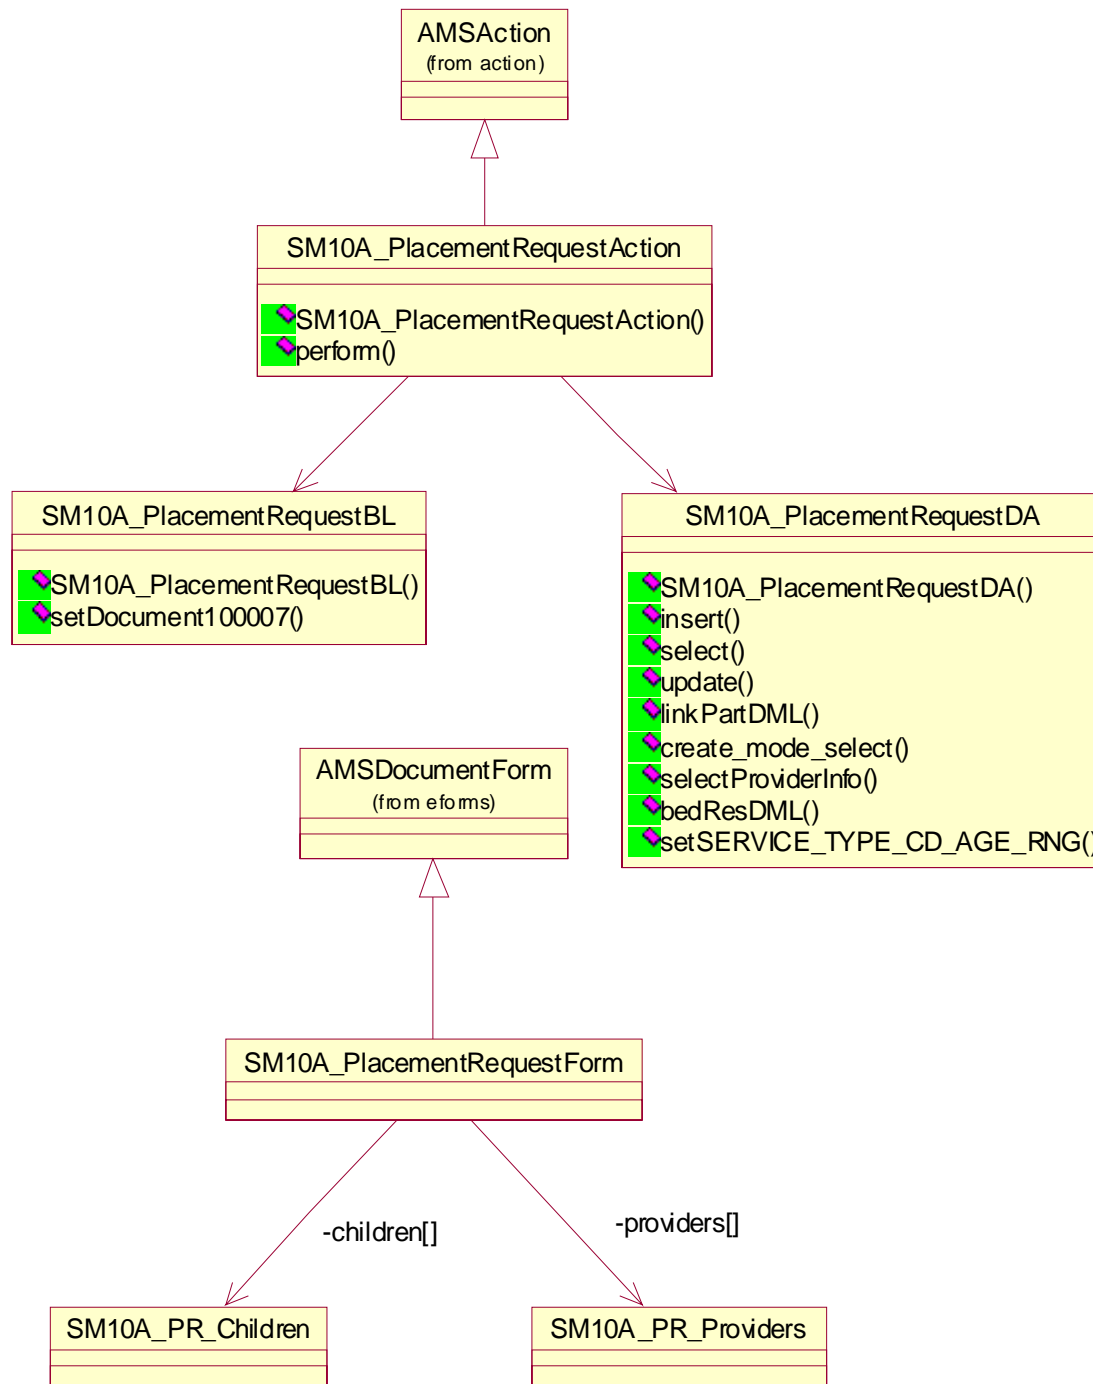 AMSAction
(from action)
SM10A_PlacementRequestAction
SM10A_PlacementRequestAction()
perform()
SM10A_PlacementRequestBL
SM10A_PlacementRequestBL()
setDocument100007()
SM10A_PlacementRequestDA
SM10A_PlacementRequestDA()
insert()
select()
update()
linkPartDML()
create_mode_select()
selectProviderInfo()
bedResDML()
setSERVICE_TYPE_CD_AGE_RNG()
AMSDocumentForm
(from eforms)
SM10A_PlacementRequestForm
-children[]
-providers[]
SM10A_PR_Children
SM10A_PR_Providers